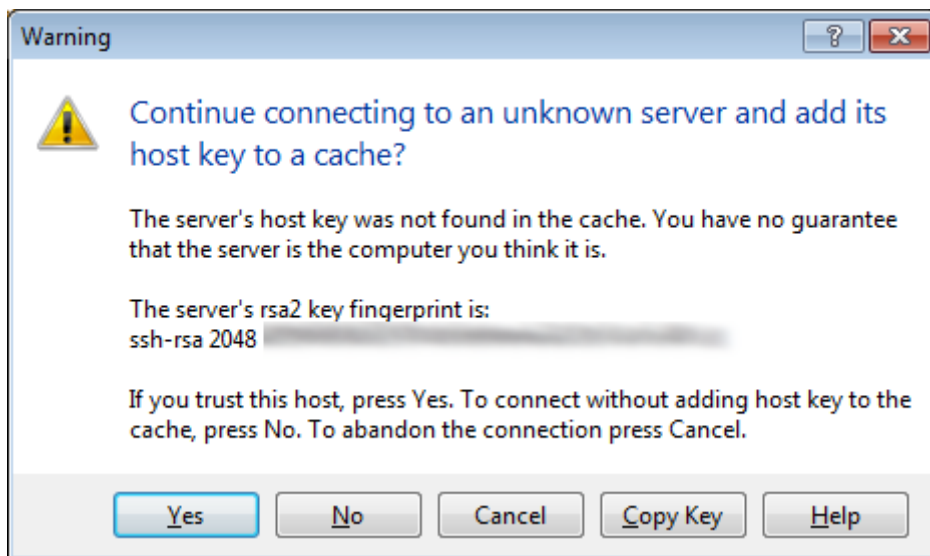 Warning
Continue connecting to an unknown server and add its
host key to a cache?
The server's host key was not found in the cache. You have no guarantee
that the server is the computer you think it is.
The server's rsa2 key fingerprint is:
ssh-rsa 2048
If you trust this host, press Yes. To connect without adding host key to the
cache, press No. To abandon the connection press Cancel.
Yes No Cancel Copy Key Help